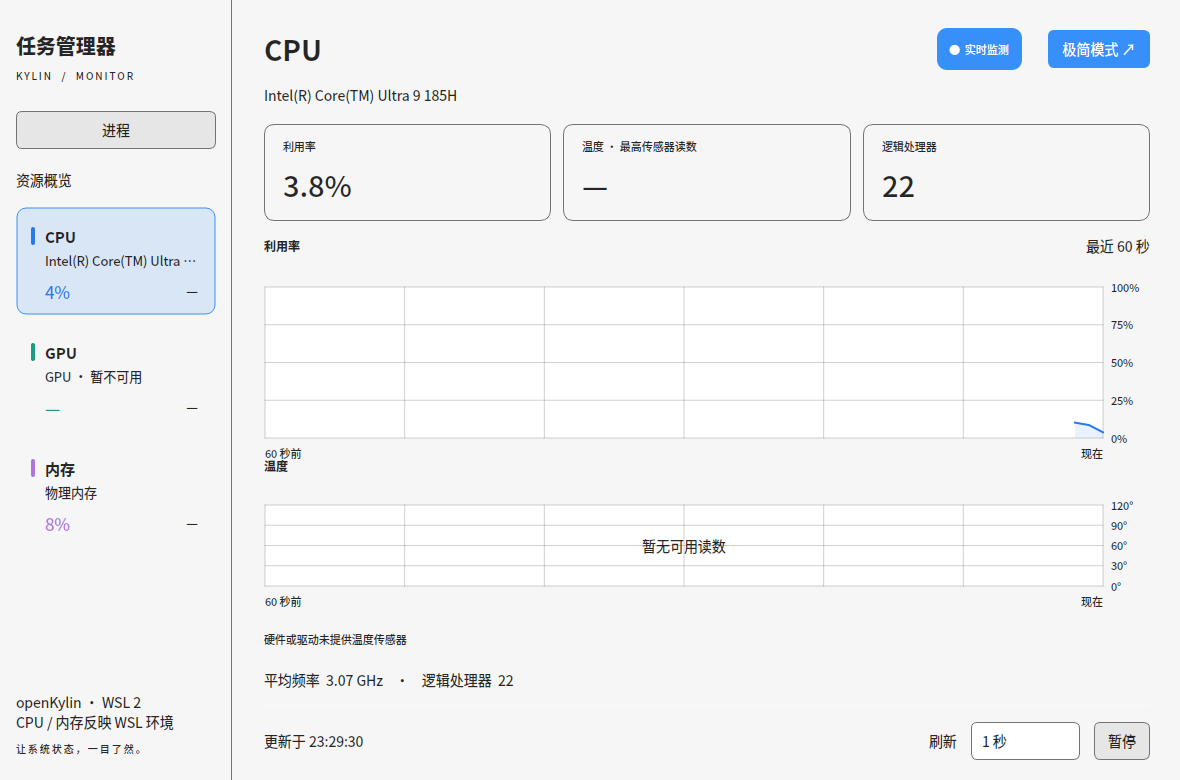 任务管理器
KYLIN / MONITOR
进程
资源概览
CPU
Intel(R) Core(TM) Ultra ···
4%
—
GPU
GPU · 暂不可用
—
—
内存
物理内存
8%
—
openKylin · WSL 2
CPU / 内存反映 WSL 环境
让系统状态，一目了然。
CPU
● 实时监测
极简模式 ↗
Intel(R) Core(TM) Ultra 9 185H
利用率
3.8%
温度 · 最高传感器读数
—
逻辑处理器
22
利用率
最近 60 秒
100%
75%
50%
25%
0%
60 秒前
现在
温度
120°
90°
暂无可用读数
60°
30°
0°
60 秒前
现在
硬件或驱动未提供温度传感器
平均频率 3.07 GHz · 逻辑处理器 22
更新于 23:29:30
刷新
1 秒
暂停